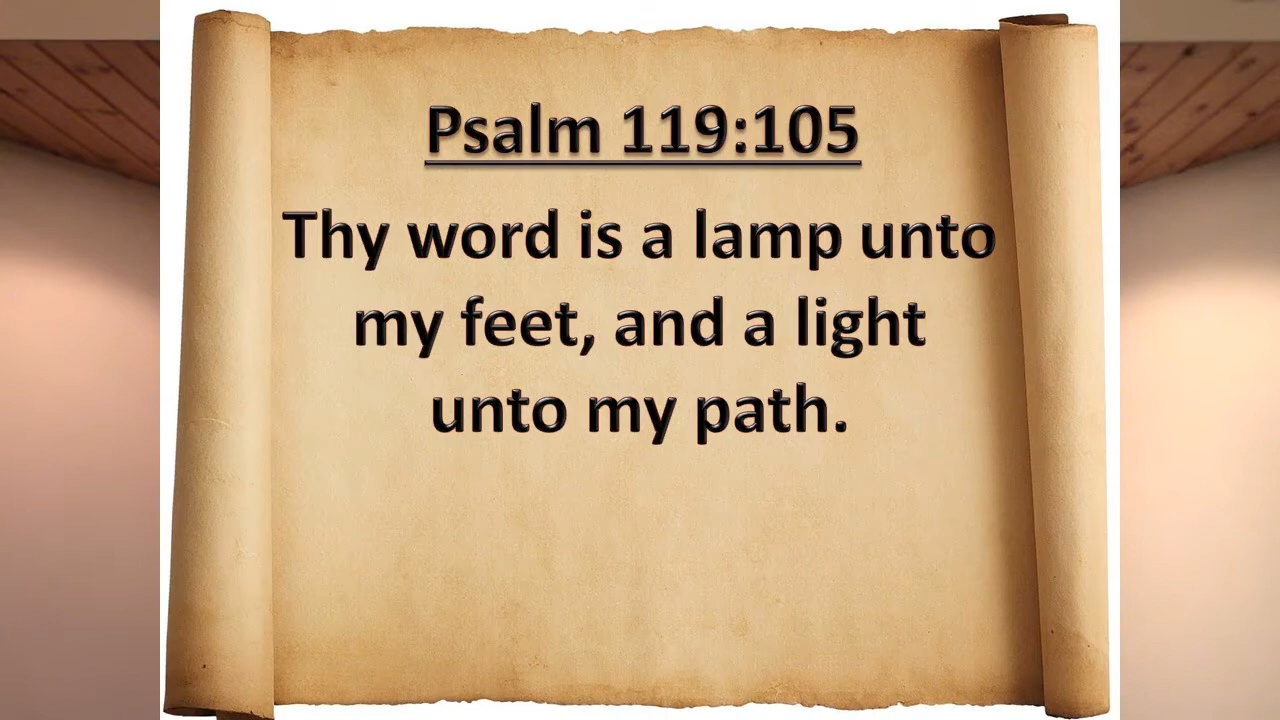 Psalm 119:105
Thy word is a lamp unto
my feet, and a light
unto my path.